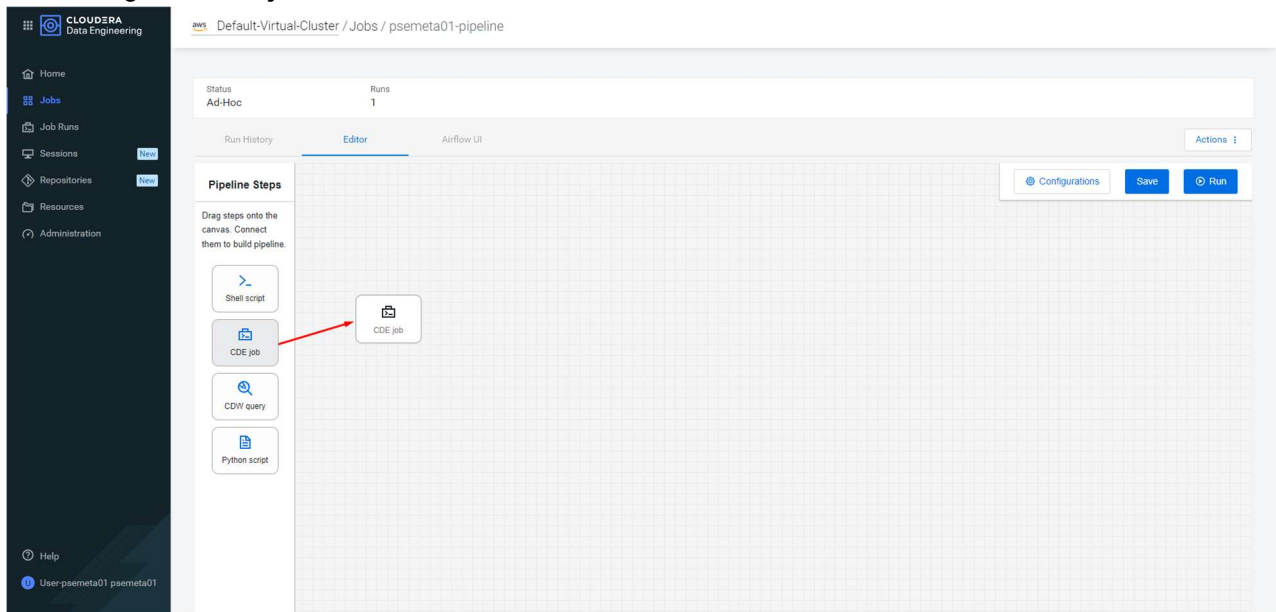 CLOUDERA
Data Engineering
aws Default-Virtual-Cluster / Jobs / psemeta01-pipeline
Home
Jobs
Job Runs
Sessions New
Repositories New
Resources
Administration
Help
U User-psemeta01 psemeta01
Status
Ad-Hoc
Runs
1
Run History Editor Airflow UI
Actions
Configurations Save Run
Pipeline Steps
Drag steps onto the
canvas. Connect
them to build pipeline.
Shell script
CDE job
CDW query
Python script
CDE job